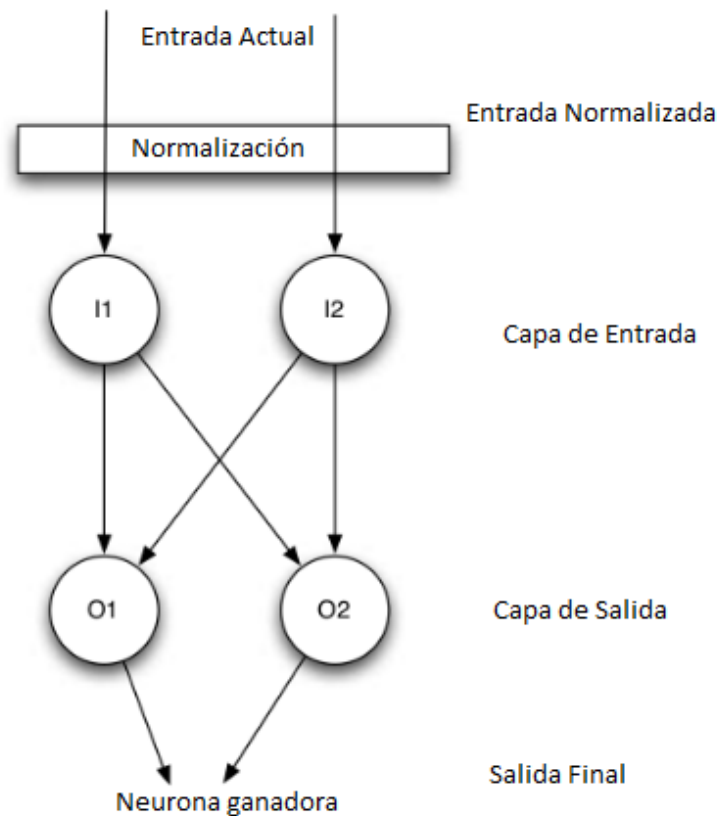 Entrada Actual
Entrada Normalizada
Normalización
I1
I2
Capa de Entrada
O1
O2
Capa de Salida
Salida Final
Neurona ganadora